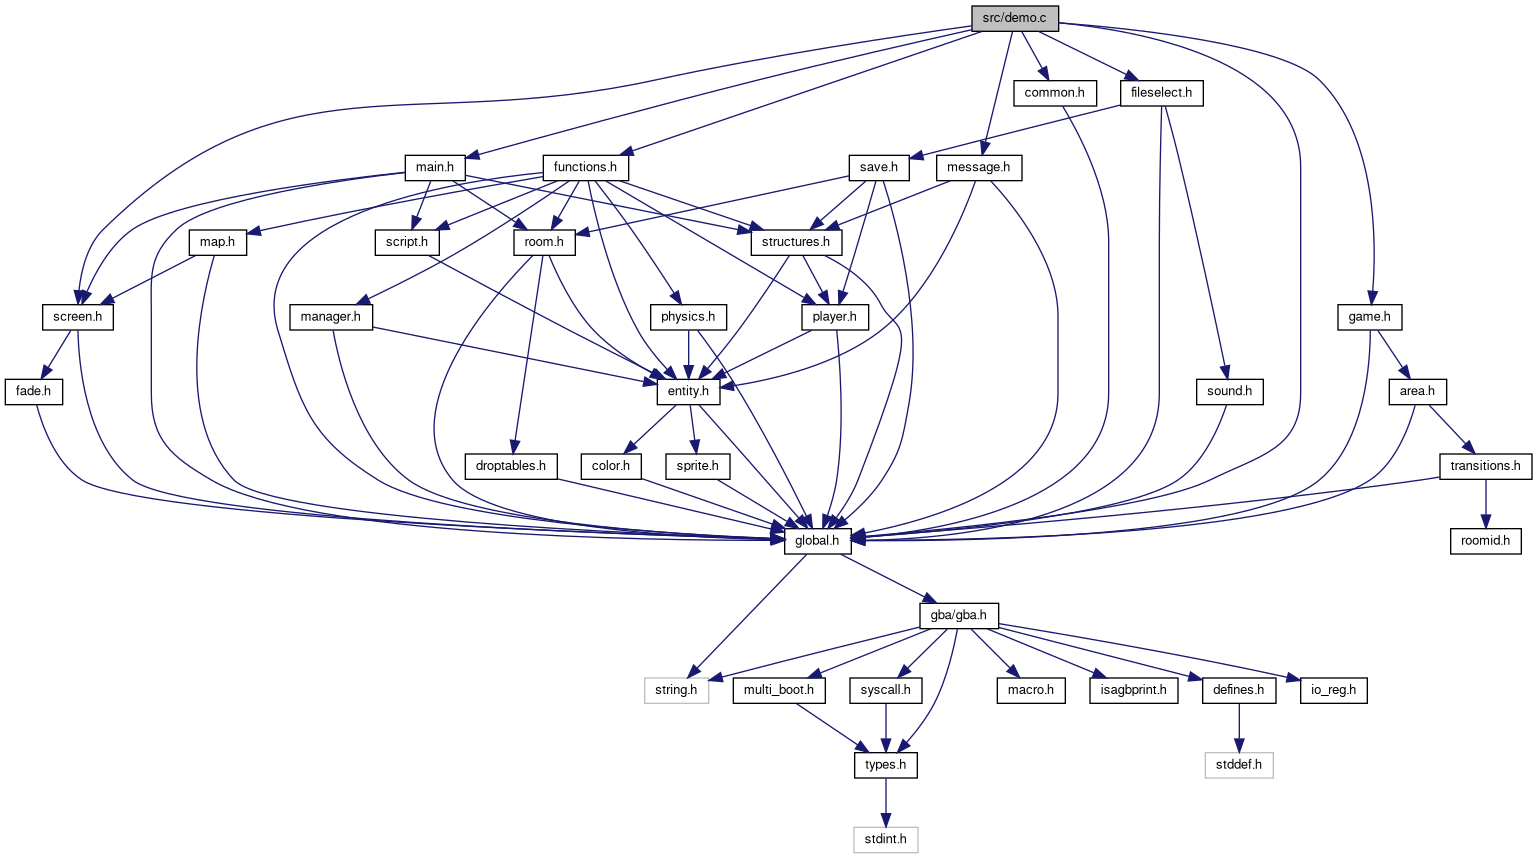 src/demo.c
common.h
fileselect.h
main.h
functions.h
save.h
message.h
map.h
script.h
room.h
structures.h
screen.h
manager.h
physics.h
player.h
game.h
fade.h
entity.h
sound.h
area.h
droptables.h
color.h
sprite.h
transitions.h
global.h
roomid.h
gba/gba.h
string.h
multi_boot.h
syscall.h
macro.h
isagbprint.h
defines.h
io_reg.h
types.h
stddef.h
stdint.h